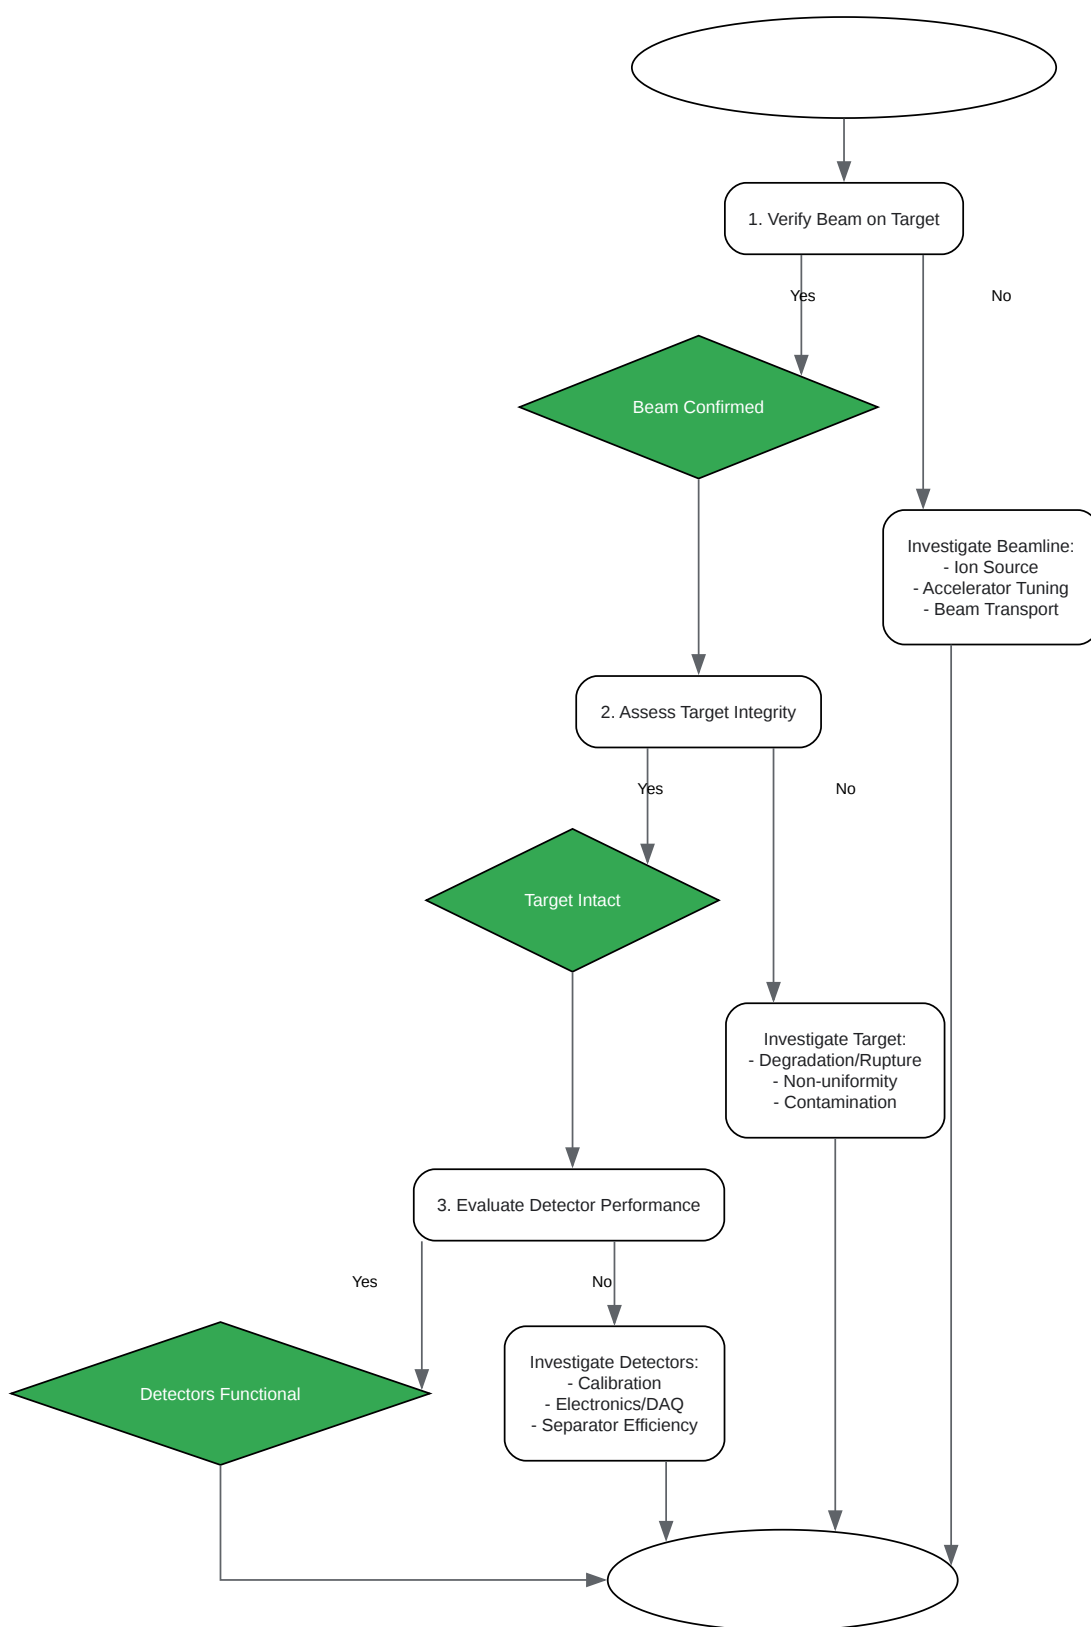 1. Verify Beam on Target
Yes
No
Beam Confirmed
Investigate Beamline:
- Ion Source
- Accelerator Tuning
- Beam Transport
2. Assess Target Integrity
Yes
No
Target Intact
Investigate Target:
- Degradation/Rupture
- Non-uniformity
- Contamination
3. Evaluate Detector Performance
Yes
No
Detectors Functional
Investigate Detectors:
- Calibration
- Electronics/DAQ
- Separator Efficiency